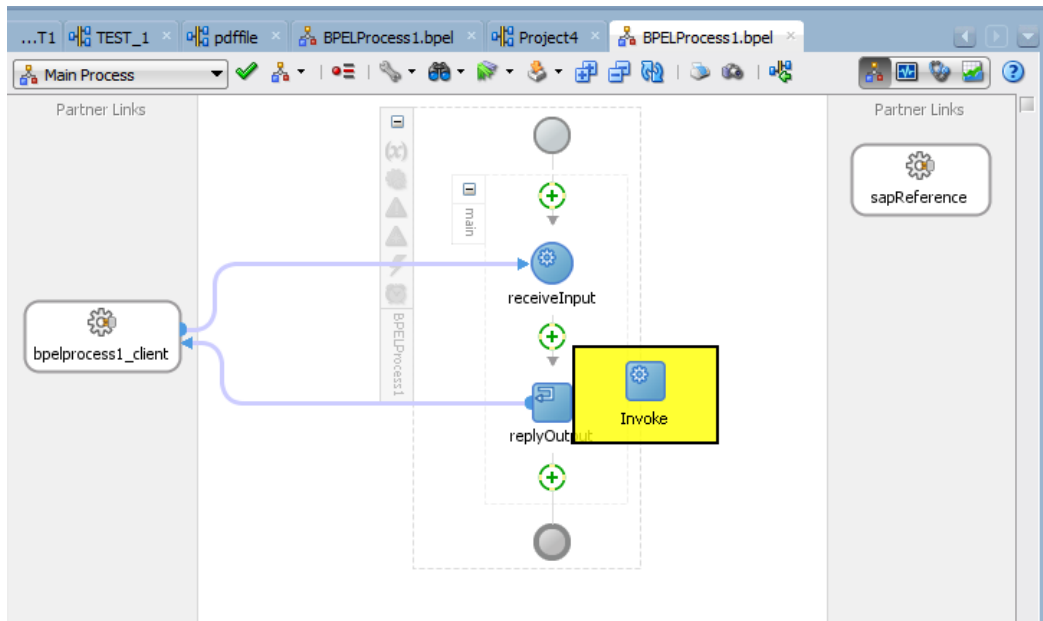 ...T1 TEST_1 pdffile BPELProcess1.bpel Project4 BPELProcess1.bpel
Main Process
Partner Links
Partner Links
(x)
main
sapReference
receiveInput
BPELProcess1
bpelprocess1_client
Invoke
replyOutput